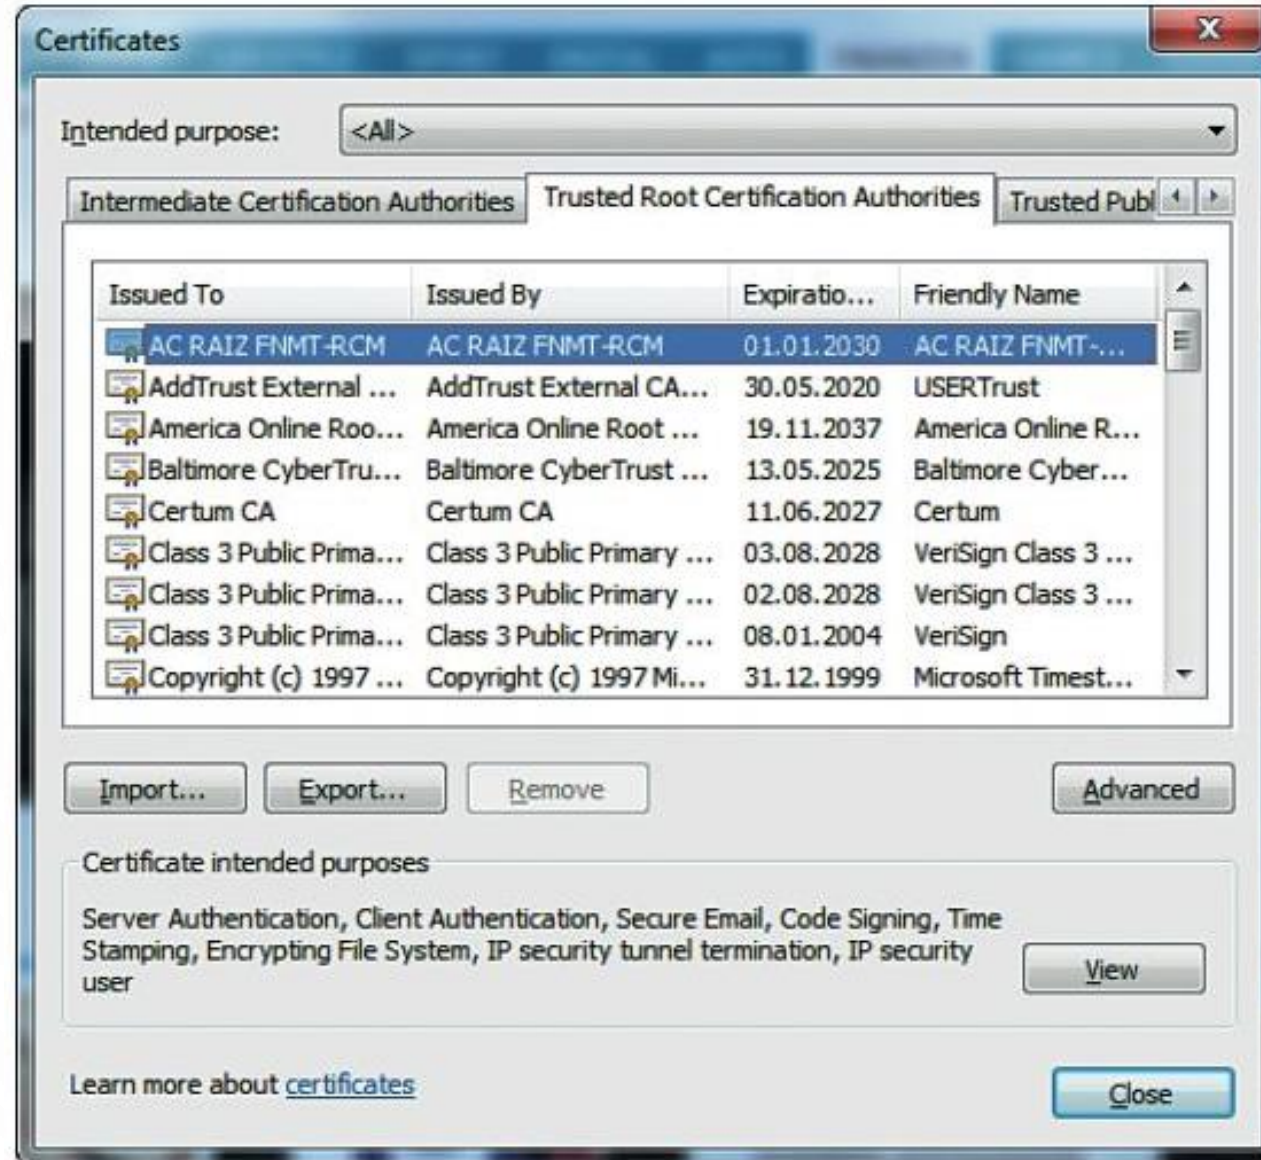 Certificates
X
Intended purpose: <All>
Intermediate Certification Authorities Trusted Root Certification Authorities Trusted Publ
Issued To Issued By Expiratio... Friendly Name
AC RAIZ FNMT-RCM AC RAIZ FNMT-RCM 01.01.2030 AC RAIZ FNMT-...
AddTrust External ... AddTrust External CA... 30.05.2020 USERTrust
America Online Roo... America Online Root ... 19.11.2037 America Online R...
Baltimore CyberTru... Baltimore CyberTrust ... 13.05.2025 Baltimore Cyber...
Certum CA Certum CA 11.06.2027 Certum
Class 3 Public Prima... Class 3 Public Primary ... 03.08.2028 VeriSign Class 3 ...
Class 3 Public Prima... Class 3 Public Primary ... 02.08.2028 VeriSign Class 3 ...
Class 3 Public Prima... Class 3 Public Primary ... 08.01.2004 VeriSign
Copyright (c) 1997 ... Copyright (c) 1997 Mi... 31.12.1999 Microsoft Timest...
Import... Export... Remove Advanced
Certificate intended purposes
Server Authentication, Client Authentication, Secure Email, Code Signing, Time
Stamping, Encrypting File System, IP security tunnel termination, IP security
user
View
Learn more about certificates
Close